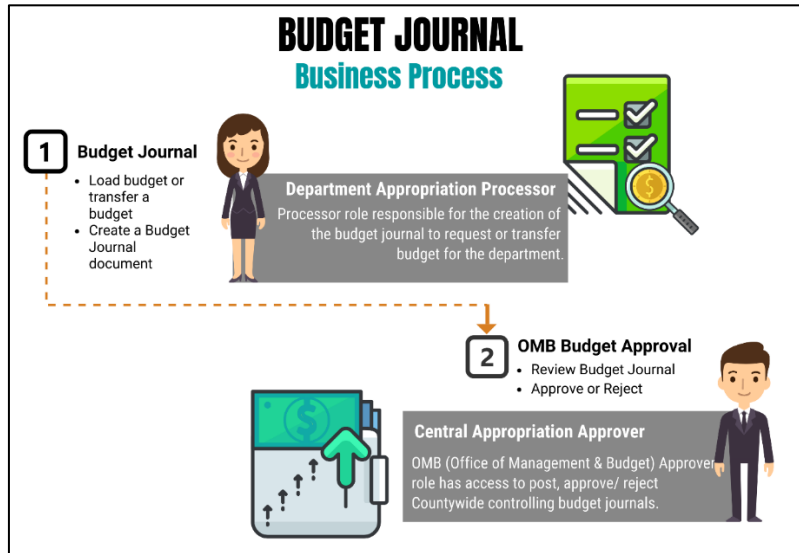 BUDGET JOURNAL
Business Process
1
Budget Journal
• Load budget or
transfer a
budget
• Create a Budget
Journal
document
Department Appropriation Processor
Processor role responsible for the creation of
the budget journal to request or transfer
budget for the department.
2
OMB Budget Approval
• Review Budget Journal
• Approve or Reject
Central Appropriation Approver
OMB (Office of Management & Budget) Approver
role has access to post, approve/ reject
Countywide controlling budget journals.